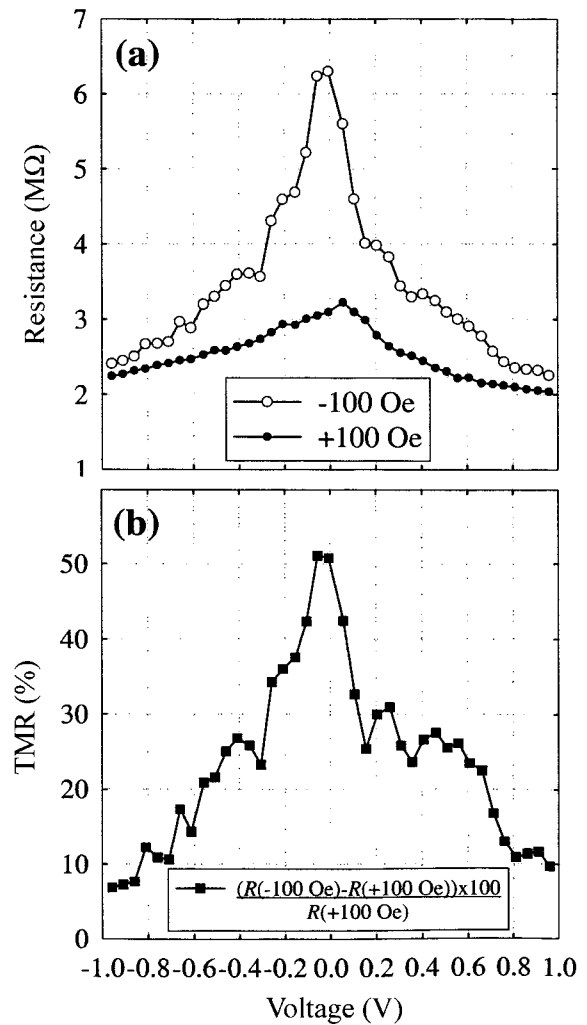 (a)
7
6
5
4
3
2
1
Resistance (MΩ)
-100 Oe
+100 Oe
(b)
50
40
30
20
10
0
TMR (%)
(R(-100 Oe)-R(+100 Oe))x100
R(+100 Oe)
-1.0 -0.8 -0.6 -0.4 -0.2 0.0 0.2 0.4 0.6 0.8 1.0
Voltage (V)